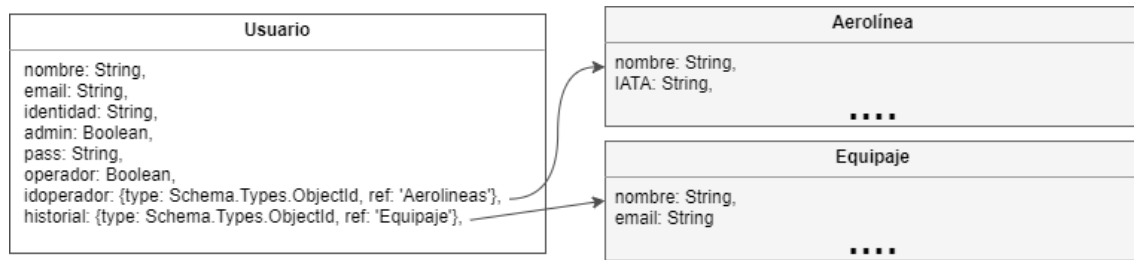 Usuario
nombre: String,
email: String,
identidad: String,
admin: Boolean,
pass: String,
operador: Boolean,
idoperador: {type: Schema.Types.ObjectId, ref: 'Aerolineas'},
historial: {type: Schema.Types.ObjectId, ref: 'Equipaje'},
Aerolínea
nombre: String,
IATA: String,
....
Equipaje
nombre: String,
email: String
....